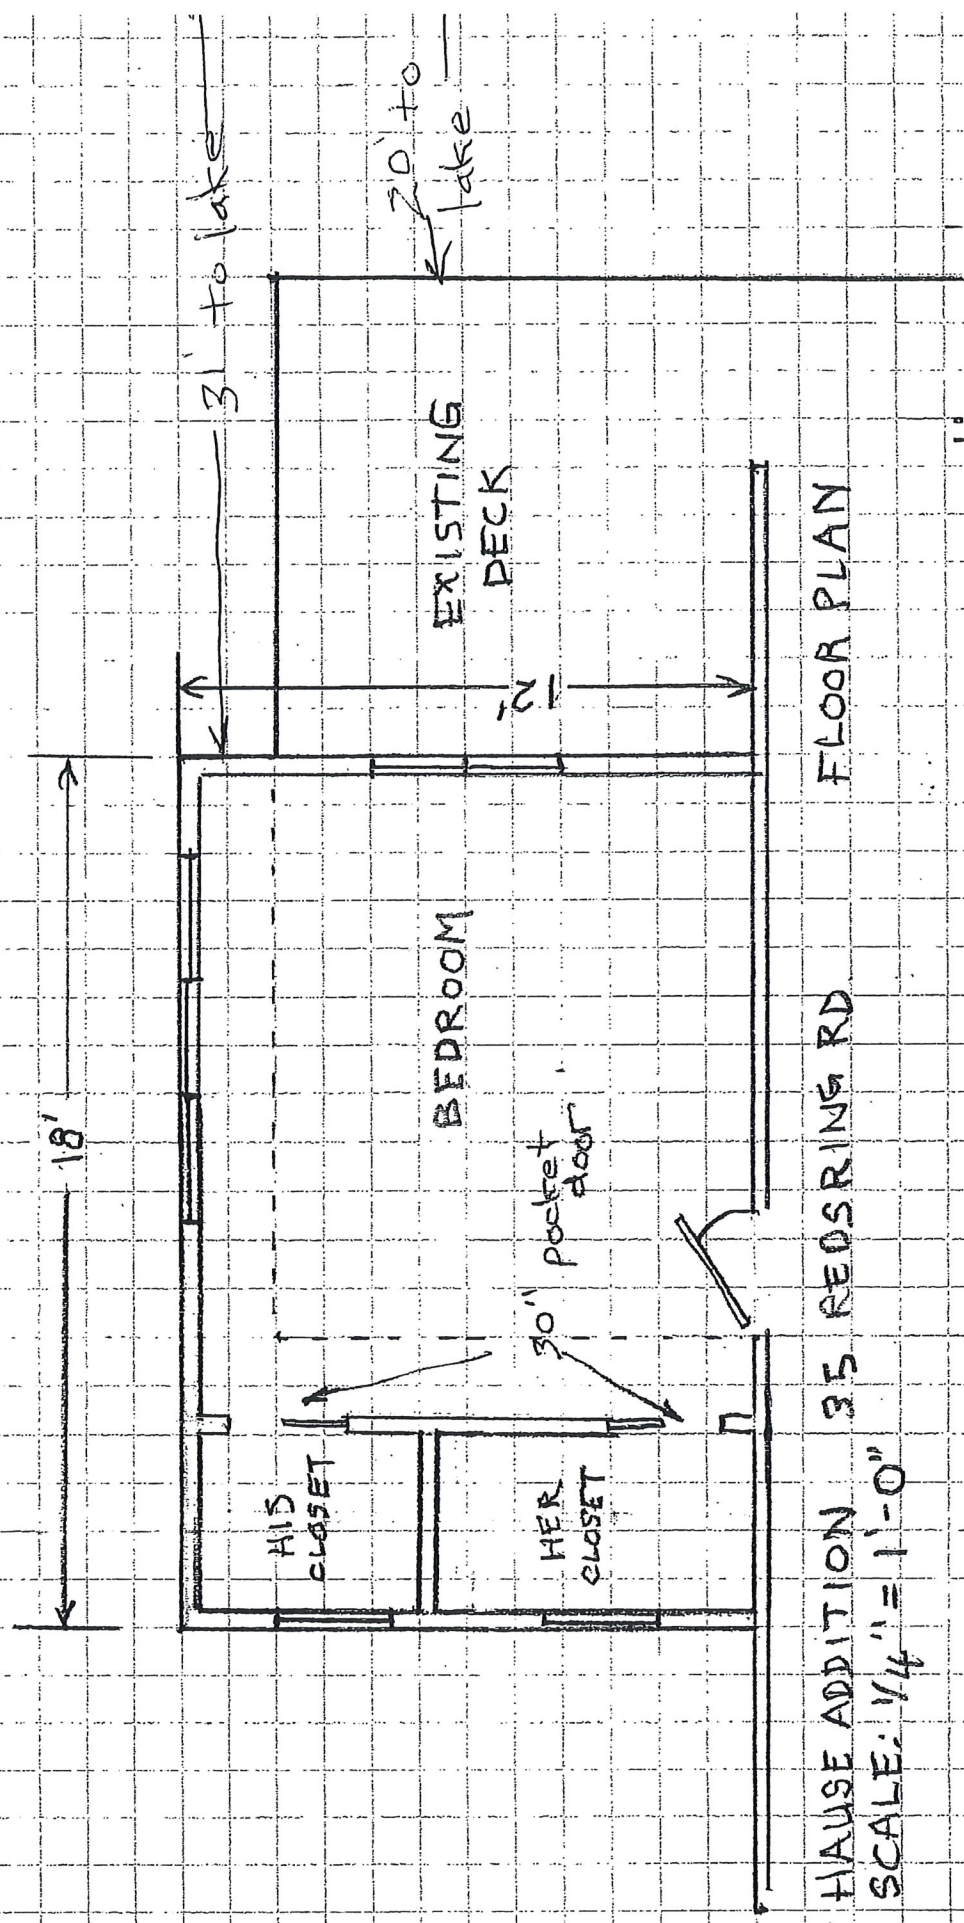 18'
31' to lake
20' to
lake
EXISTING
DECK
12'
BEDROOM
30" pocket
door
HIS
CLOSET
HER
CLOSET
HAUSE ADDITION 35 REDSRING RD FLOOR PLAN
SCALE: 1/4" = 1'-0"